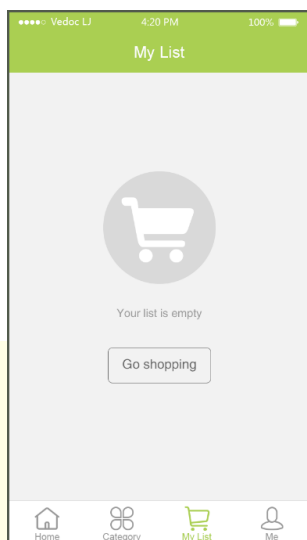 Vedoc LJ 4:20 PM 100%
My List
Your list is empty
Go shopping
Home Category My List Me